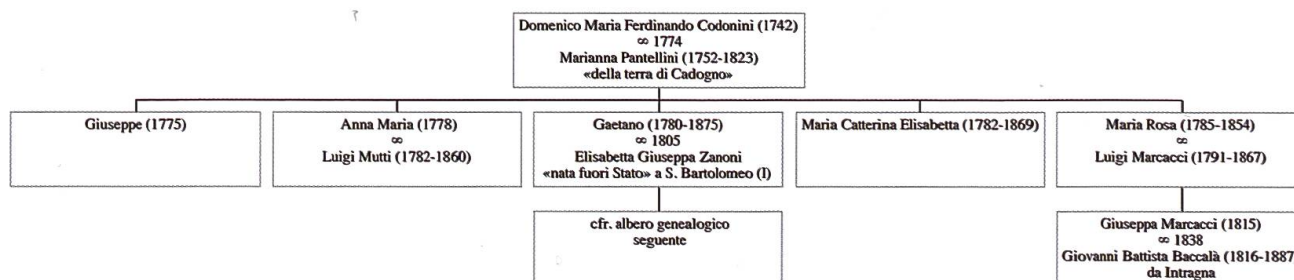 Domenico Maria Ferdinando Codonini (1742)
∞ 1774
Marianna Pantellini (1752-1823)
«della terra di Cadogno»
Giuseppe (1775)
Anna Maria (1778)
∞
Luigi Mutti (1782-1860)
Gaetano (1780-1875)
∞ 1805
Elisabetta Giuseppa Zanoni
«nata fuori Stato» a S. Bartolomeo (I)
Maria Catterina Elisabetta (1782-1869)
Maria Rosa (1785-1854)
∞
Luigi Marcacci (1791-1867)
cfr. albero genealogico
seguente
Giuseppa Marcacci (1815)
∞ 1838
Giovanni Battista Baccalà (1816-1887
da Intragna